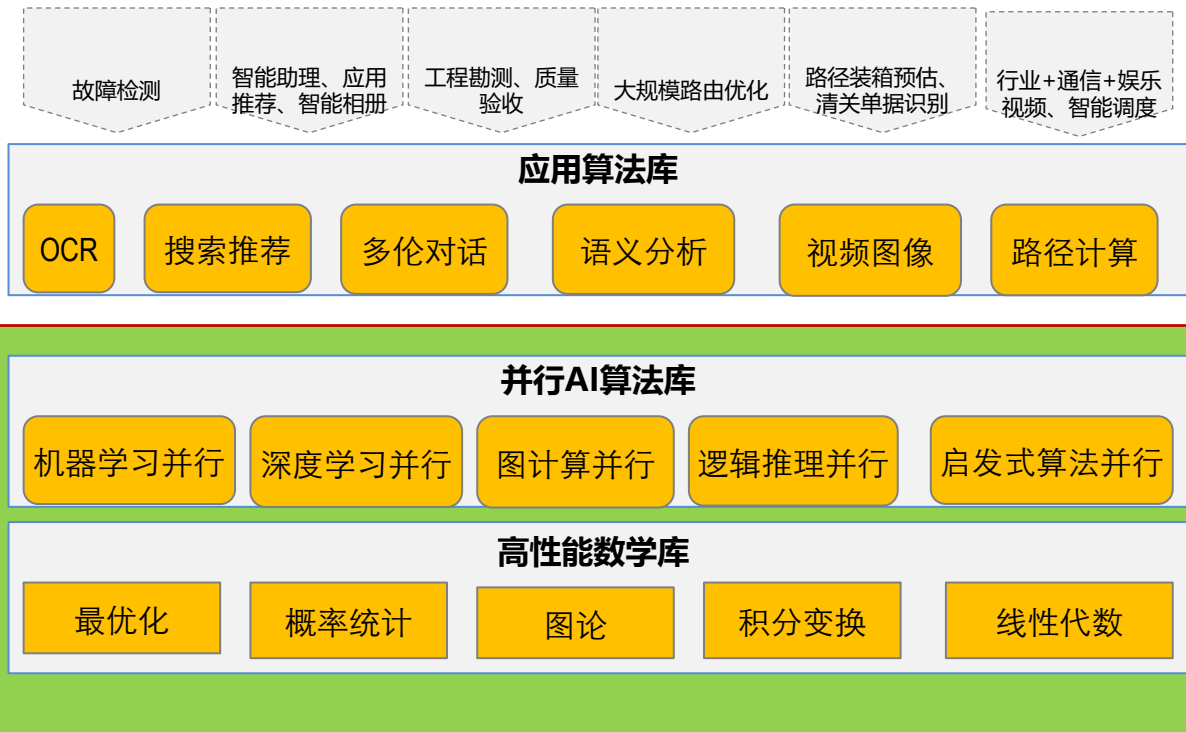 故障检测
智能助理、应用
推荐、智能相册
工程勘测、质量
验收
大规模路由优化
路径装箱预估、
清关单据识别
行业+通信+娱乐
视频、智能调度
应用算法库
OCR
搜索推荐
多伦对话
语义分析
视频图像
路径计算
并行AI算法库
机器学习并行
深度学习并行
图计算并行
逻辑推理并行
启发式算法并行
高性能数学库
最优化
概率统计
图论
积分变换
线性代数